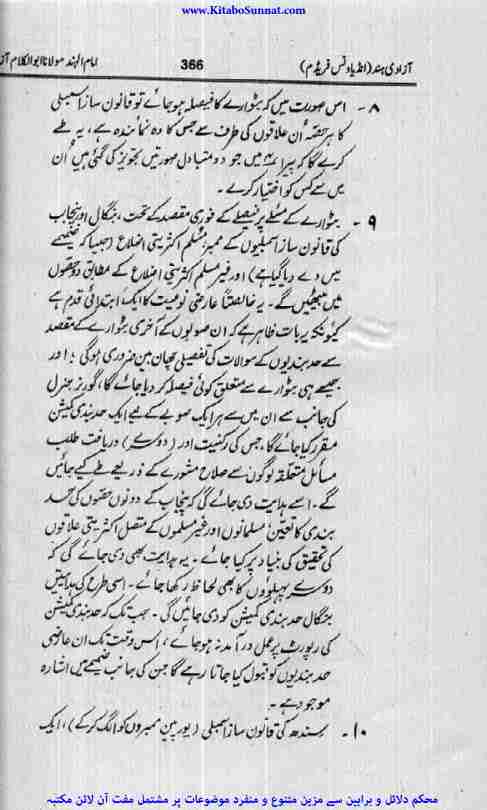 www.KitaboSunnat.com
آزادی ہند (انڈیا ونس فریڈم) 366 امام الہند مولانا ابوالکلام آز
۸ - اس صورت میں کہ بٹوارے کا فیصلہ ہو جائے تو قانون ساز اسمبلی
کا ہر حصّہ اُن علاقوں کی طرف سے جس کا وہ نمائندہ ہے، یہ طے
کرے گا کہ پیرا میں جو دو متبادل صورتیں تجویز کی گئی ہیں اُن
میں سے کس کو اختیار کرے۔
۹ - بٹوارے کے مسئلے پر فیصلے کے فوری مقصد کے تحت، بنگال اور پنجاب
کی قانون ساز اسمبلیوں کے ممبر، مُسلم اکثریتی اضلاع (جیسا کہ ضمیمے
میں دے دیا گیا ہے) اور غیر مسلم اکثریتی اضلاع کے مطابق دو حصّوں
میں بیٹھیں گے۔ یہ خالصتاً عارضی نوعیت کا ایک ابتدائی قدم ہے
کیونکہ یہ بات ظاہر ہے کہ ان صوبوں کے آخری بٹوارے کے مقصد
سے حد بندیوں کے سوالات کی تفصیلی چھان بین ضروری ہوگی؛ اور
جیسے ہی بٹوارے سے متعلق کوئی فیصلہ کر دیا جائے گا، گورنر جنرل
کی جانب سے ان میں سے ہر ایک صوبے کے لیے ایک حد بندی کمیشن
مقرر کیا جائے گا، جس کی رکنیت اور (دوسرے) دریافت طلب
مسائل متعلقہ لوگوں سے صلاح مشورے کے ذریعے طے کیے جائیں
گے۔ اسے ہدایت دی جائے گی کہ پنجاب کے دونوں حصّوں کی حد
بندی کا تعین، مسلمانوں اور غیر مسلموں کے متصل اکثریتی علاقوں
کی تحقیق کی بنیاد پر کیا جائے۔ یہ ہدایت بھی دی جائے گی کہ
دوسرے پہلوؤں کا بھی لحاظ رکھا جائے۔ اسی طرح کی ہدایتیں
بنگال حد بندی کمیشن کو دی جائیں گی۔ جب تک کہ حد بندی کمیشن
کی رپورٹ پر عمل درآمد نہ ہو جائے، اُس وقت تک ان عارضی
حد بندیوں کو قبول کیا جاتا رہے گا جن کی جانب ضمیمے میں اشارہ
موجود ہے۔
۱۰ - سندھ کی قانون ساز اسمبلی (یورپین ممبروں کو الگ کر کے)، ایک
محکم دلائل و براہین سے مزین متنوع و منفرد موضوعات پر مشتمل مفت آن لائن مکتبہ